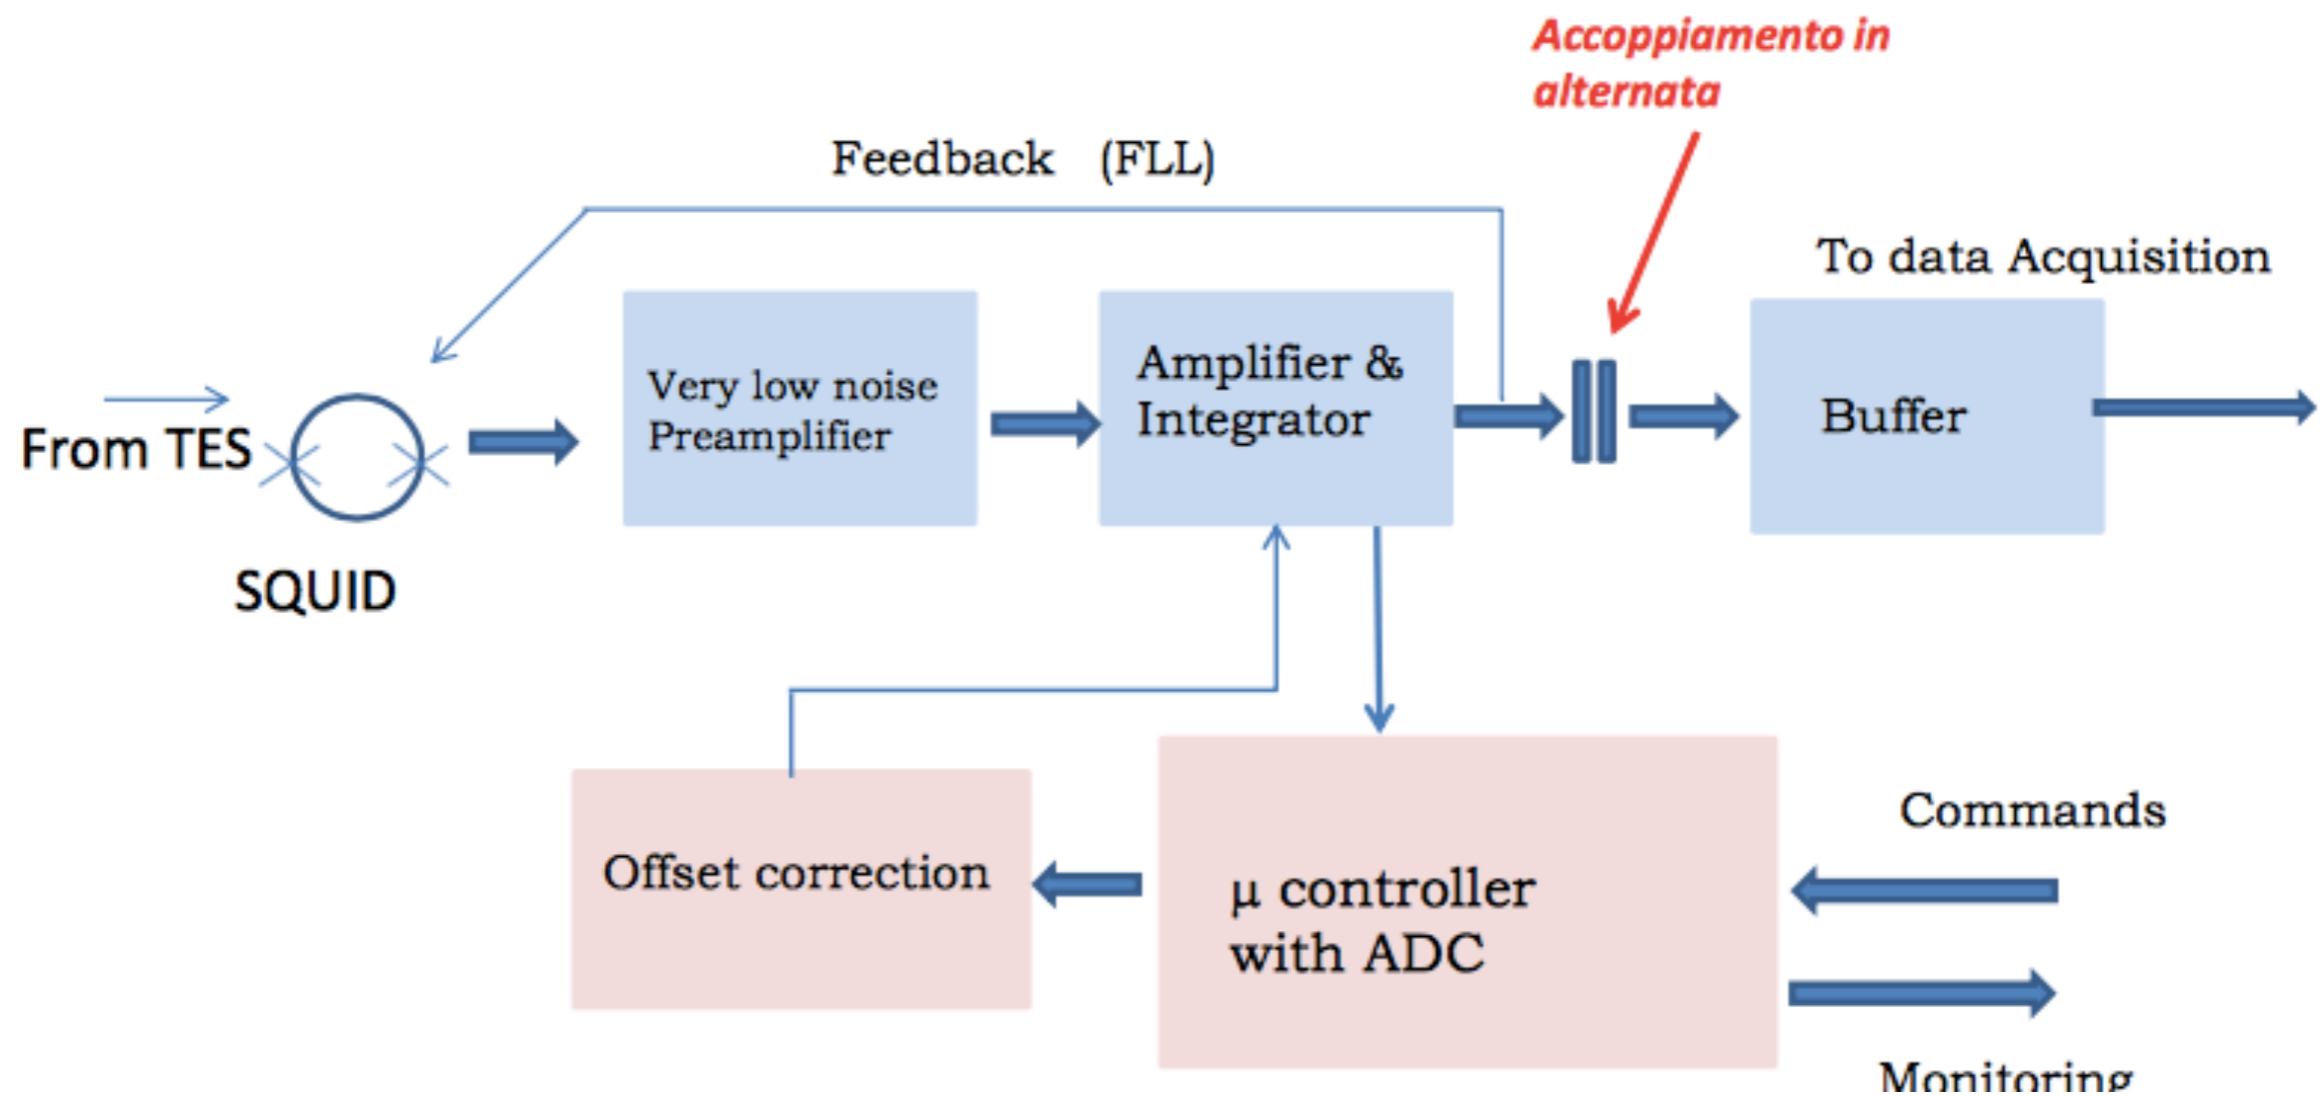 Accoppiamento in
alternata
Feedback (FLL)
To data Acquisition
Very low noise
Preamplifier
Amplifier &
Integrator
Buffer
From TES
SQUID
Offset correction
μ controller
with ADC
Commands
Monitoring